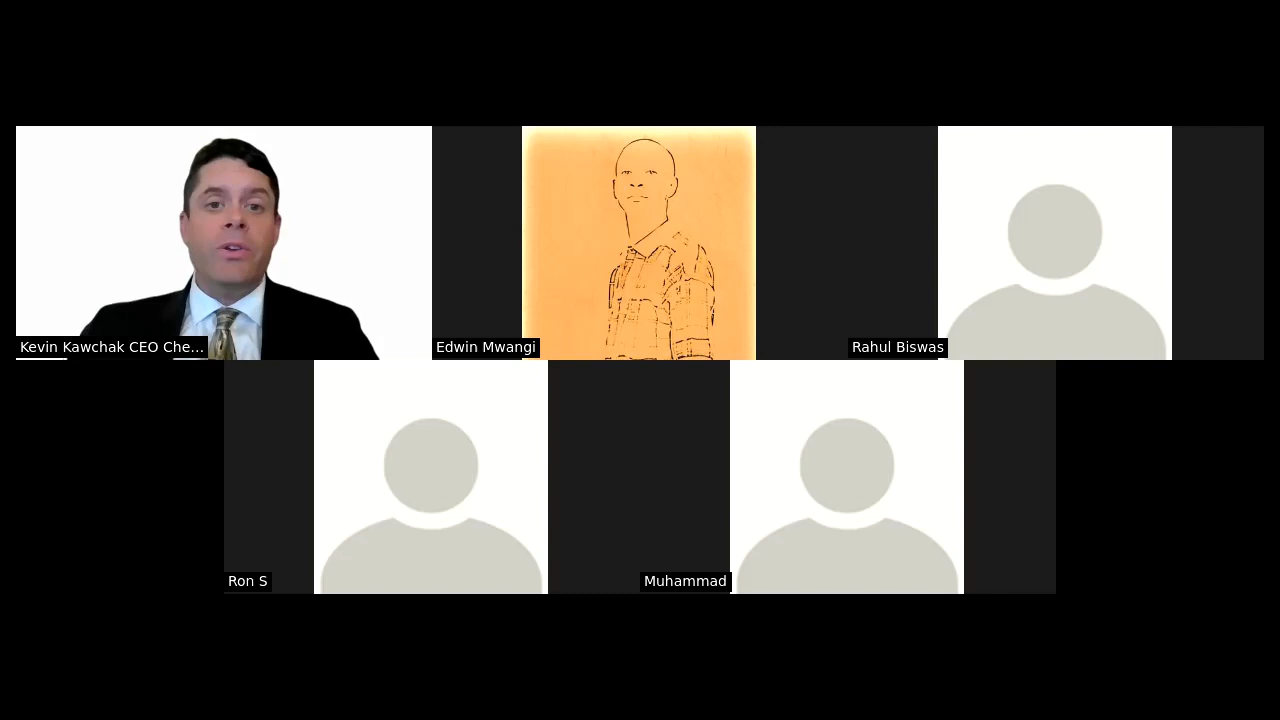 Kevin Kawchak CEO Che...
Edwin Mwangi
Rahul Biswas
Ron S
Muhammad